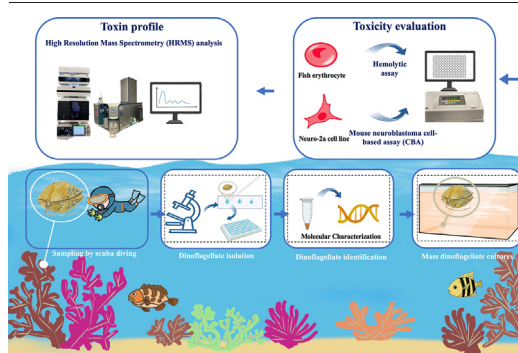 Toxin profile
High Resolution Mass Spectrometry (HRMS) analysis
Toxicity evaluation
Fish erythrocyte
Hemolytic
assay
Neuro-2a cell line
Mouse neuroblastoma cell-
based assay (CBA)
Sampling by scuba diving
Dinoflagellate isolation
Molecular Characterization
Dinoflagellate identification
Mass dinoflagellate cultures